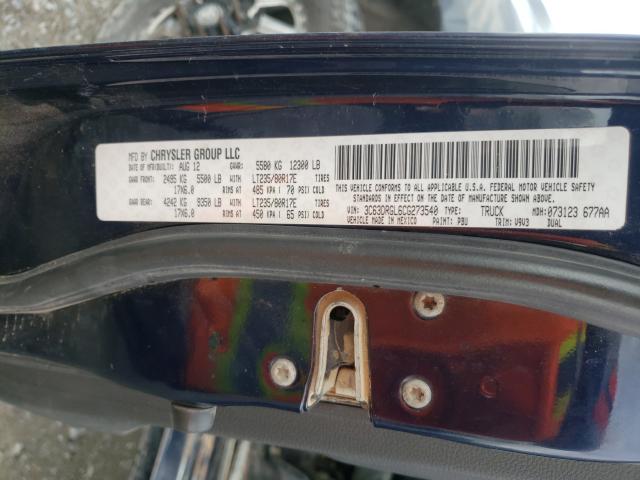 MFD BY CHRYSLER GROUP LLC
DATE OF MFR(BUILT): AUG 12 GVWR: 5580 KG 12300 LB
GAWR FRONT: 2495 KG 5500 LB LT235/80R17E TIRES
17X6.0 RIMS AT 485 KPA ( 70 PSI) COLD
GAWR REAR: 4242 KG 9350 LB LT235/80R17E TIRES
17X6.0 RIMS AT 450 KPA ( 65 PSI) COLD
THIS VEHICLE CONFORMS TO ALL APPLICABLE U.S.A. FEDERAL MOTOR VEHICLE SAFETY
STANDARDS IN EFFECT ON THE DATE OF MANUFACTURE SHOWN ABOVE.
VIN: 3C63DRGL6CG273540 TYPE: TRUCK MDH: 073123 677AA
VEHICLE MADE IN MEXICO PAINT: PBU TRIM: V9V3 DUAL